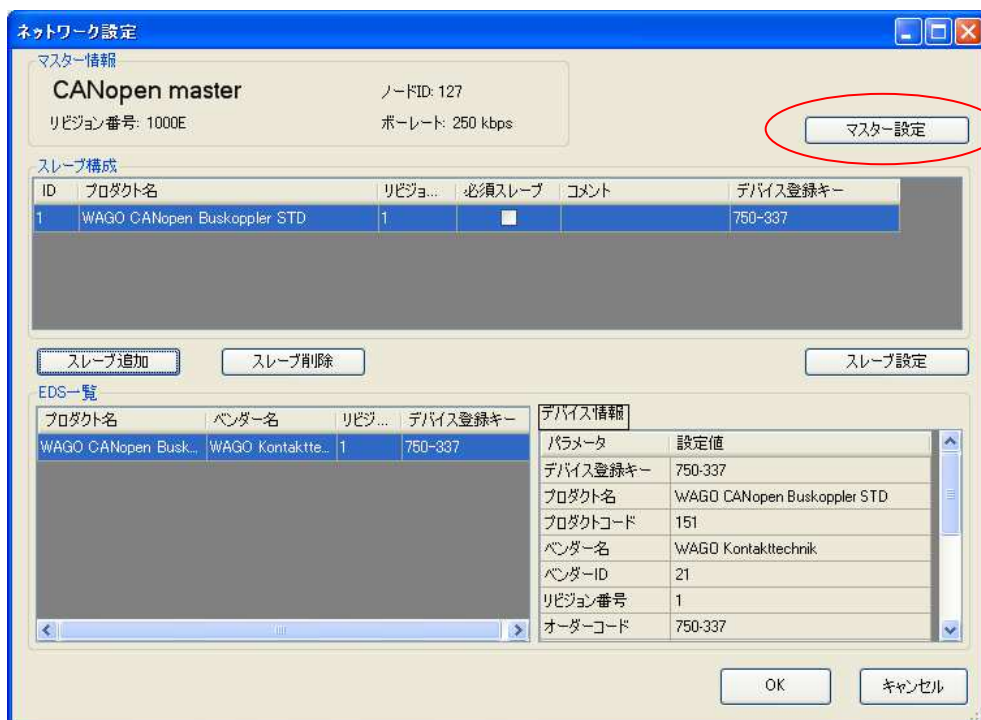 ネットワーク設定
マスター情報
CANopen master
ノードID: 127
リビジョン番号: 1000E
ボーレート: 250 kbps
マスター設定
スレーブ構成
ID プロダクト名 リビジョ... 必須スレーブ コメント デバイス登録キー
1 WAGO CANopen Buskoppler STD 1 750-337
スレーブ追加
スレーブ削除
スレーブ設定
EDS一覧
プロダクト名 ベンダー名 リビジ... デバイス登録キー
WAGO CANopen Busk... WAGO Kontaktte... 1 750-337
デバイス情報
パラメータ 設定値
デバイス登録キー 750-337
プロダクト名 WAGO CANopen Buskoppler STD
プロダクトコード 151
ベンダー名 WAGO Kontakttechnik
ベンダーID 21
リビジョン番号 1
オーダーコード 750-337
OK
キャンセル